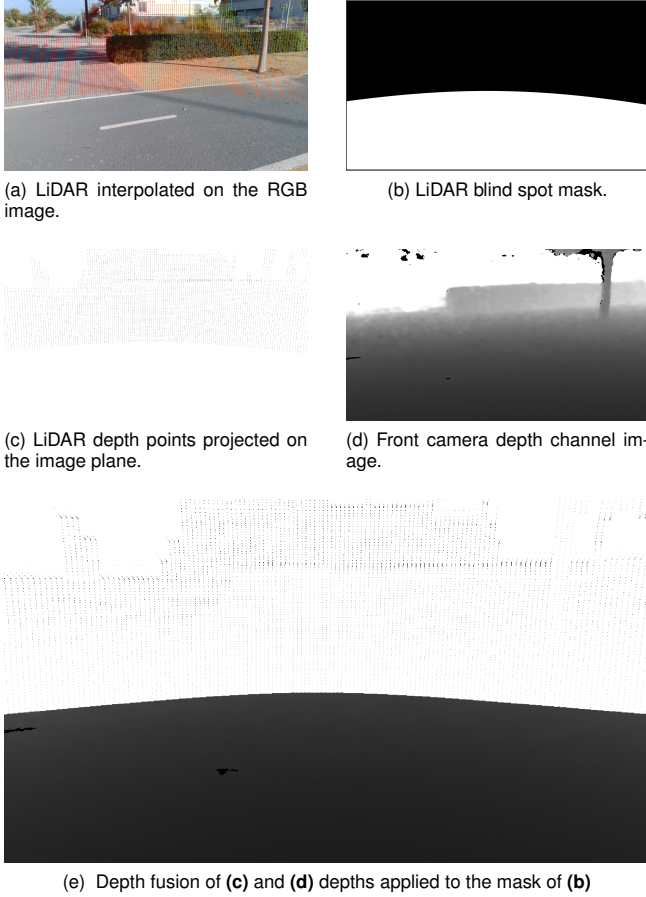 (a) LiDAR interpolated on the RGB
image.
(b) LiDAR blind spot mask.
(c) LiDAR depth points projected on
the image plane.
(d) Front camera depth channel im-
age.
(e) Depth fusion of (c) and (d) depths applied to the mask of (b)